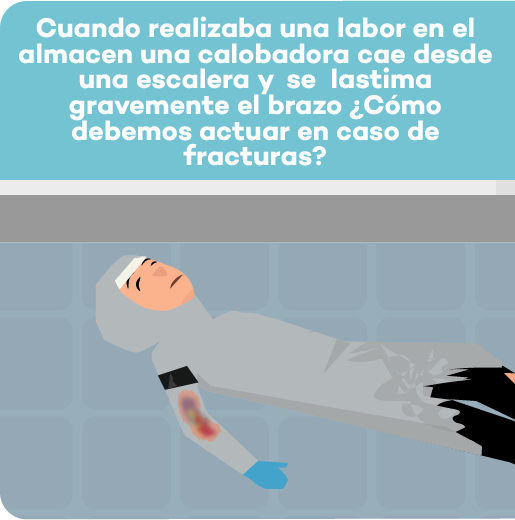 Cuando realizaba una labor en el
almacen una calobadora cae desde
una escalera y se lastima
gravemente el brazo ¿Cómo
debemos actuar en caso de
fracturas?